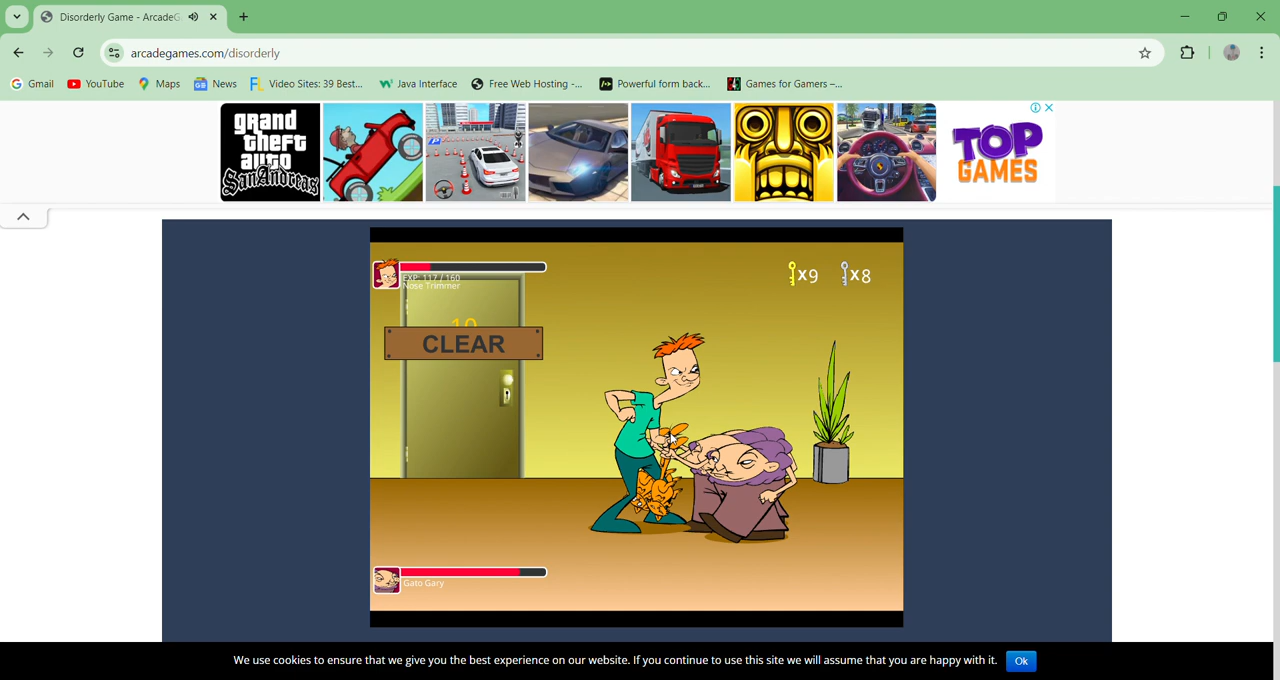 Disorderly Game - ArcadeG
arcadegames.com/disorderly
Gmail
YouTube
Maps
News
Video Sites: 39 Best...
Java Interface
Free Web Hosting -...
Powerful form back...
Games for Gamers –...
grand
theft
auto
San Andreas
TOP
GAMES
EXP: 117 / 160
Nose Trimmer
x9
x8
10
CLEAR
Gato Gary
We use cookies to ensure that we give you the best experience on our website. If you continue to use this site we will assume that you are happy with it.
Ok